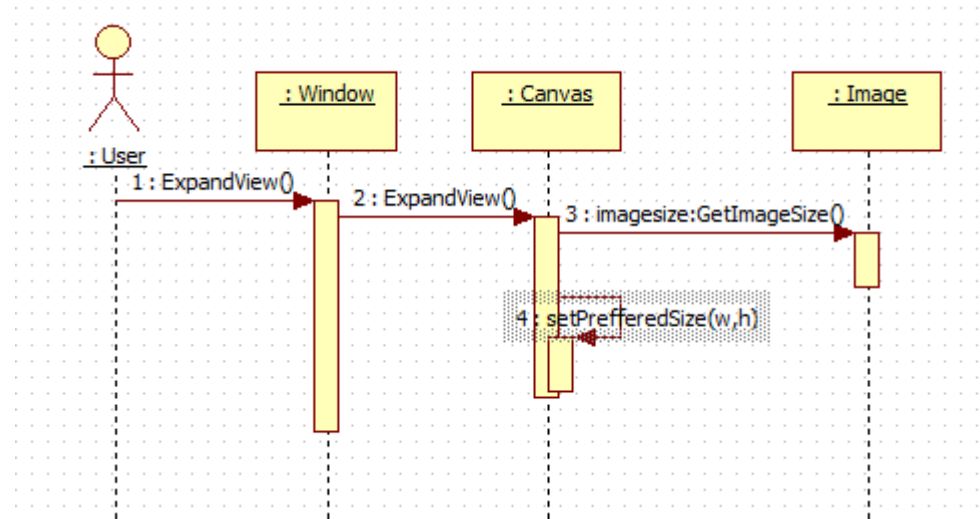 : Window
: Canvas
: Image
: User
1 : ExpandView()
2 : ExpandView()
3 : imagesize:GetImageSize()
4 : setPrefferedSize(w,h)